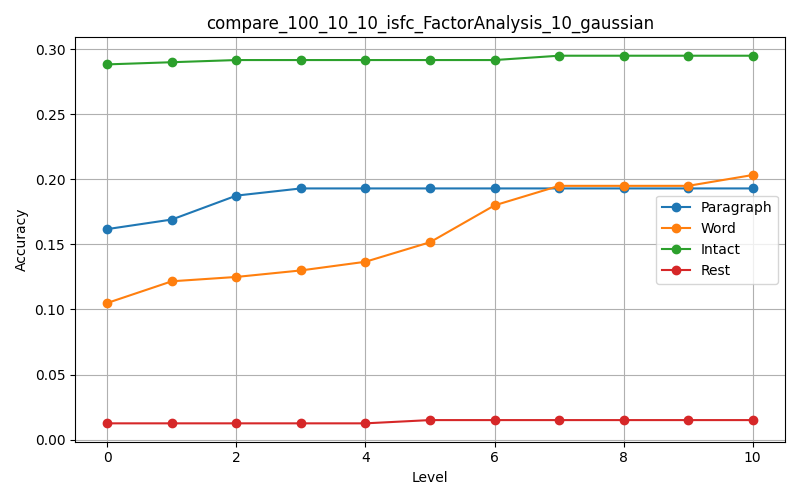 compare_100_10_10_isfc_FactorAnalysis_10_gaussian
0.30
0.25
0.20
0.15
0.10
0.05
0.00
Accuracy
Paragraph
Word
Intact
Rest
0 2 4 6 8 10
Level